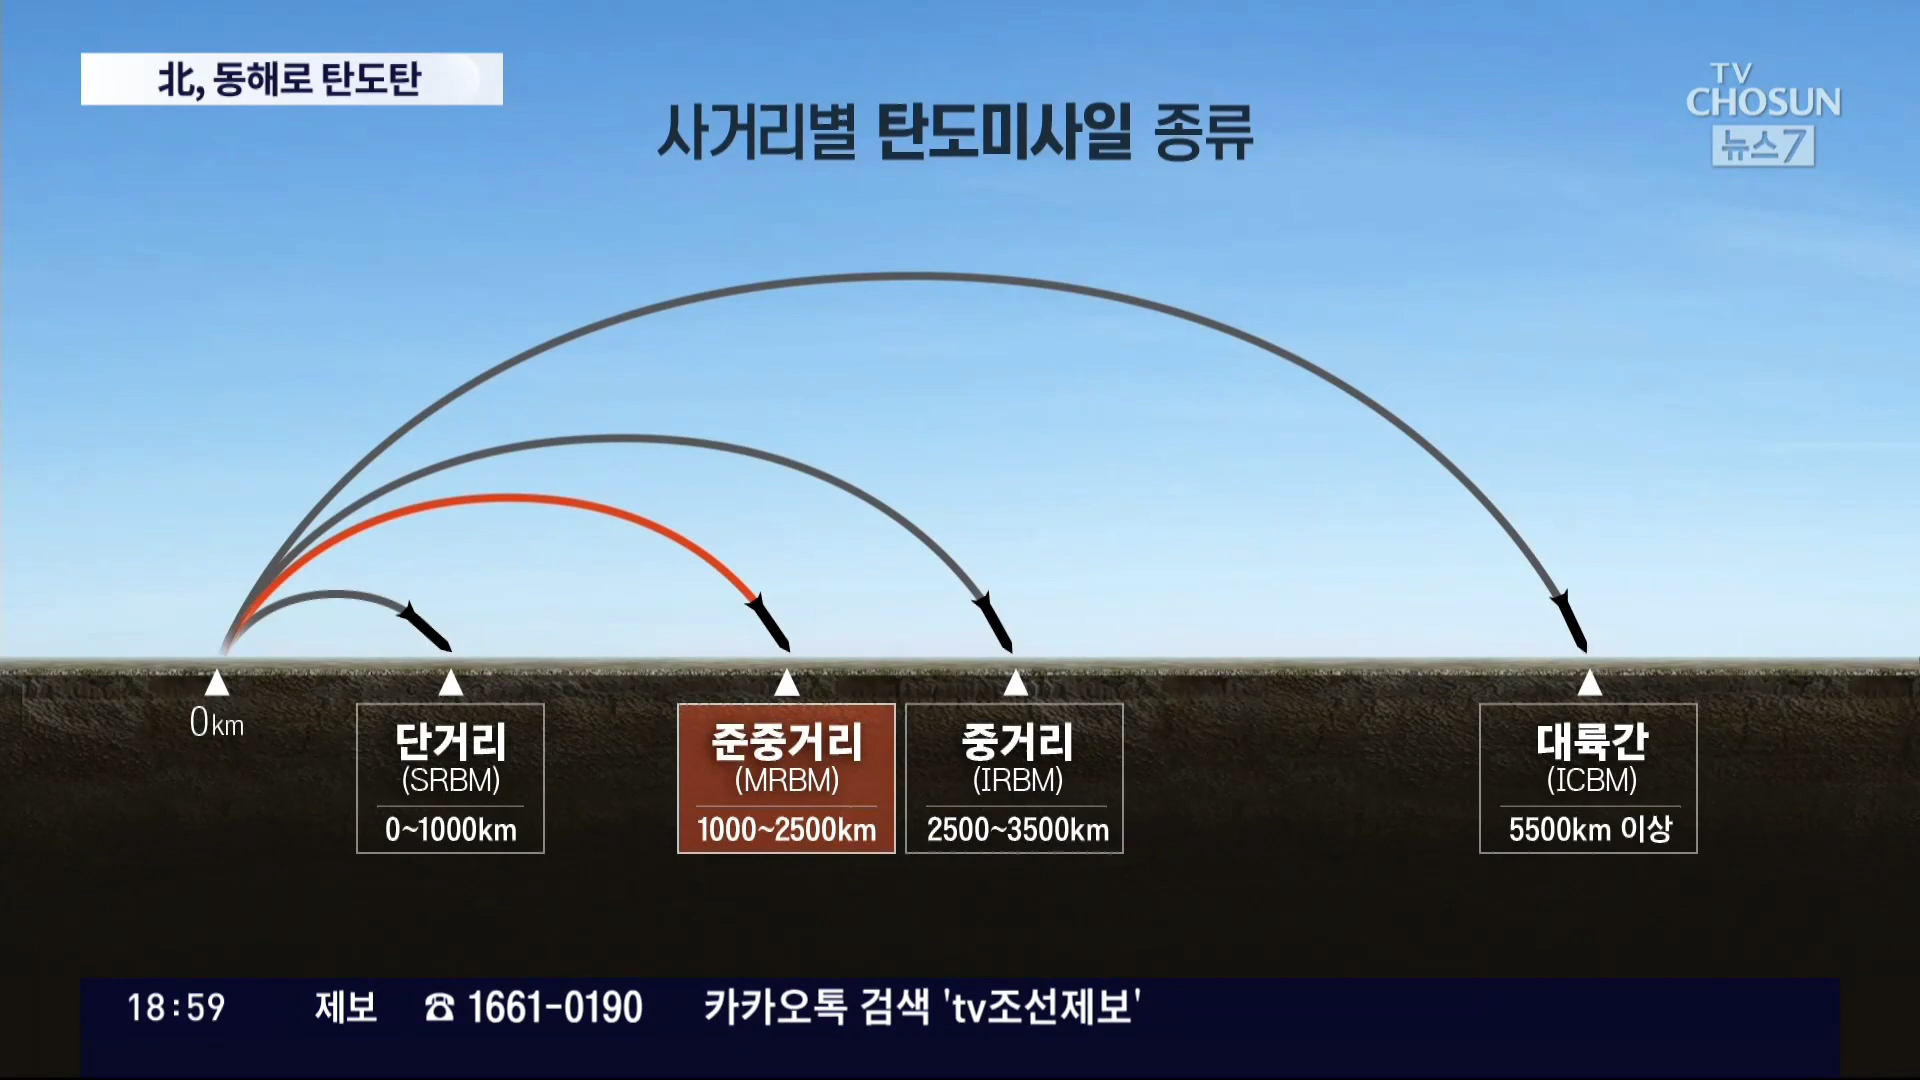 北, 동해로 탄도탄
TV
CHOSUN
뉴스7
사거리별 탄도미사일 종류
0km
단거리
(SRBM)
0~1000km
준중거리
(MRBM)
1000~2500km
중거리
(IRBM)
2500~3500km
대륙간
(ICBM)
5500km 이상
18:59 제보 ☎ 1661-0190 카카오톡 검색 'tv조선제보'